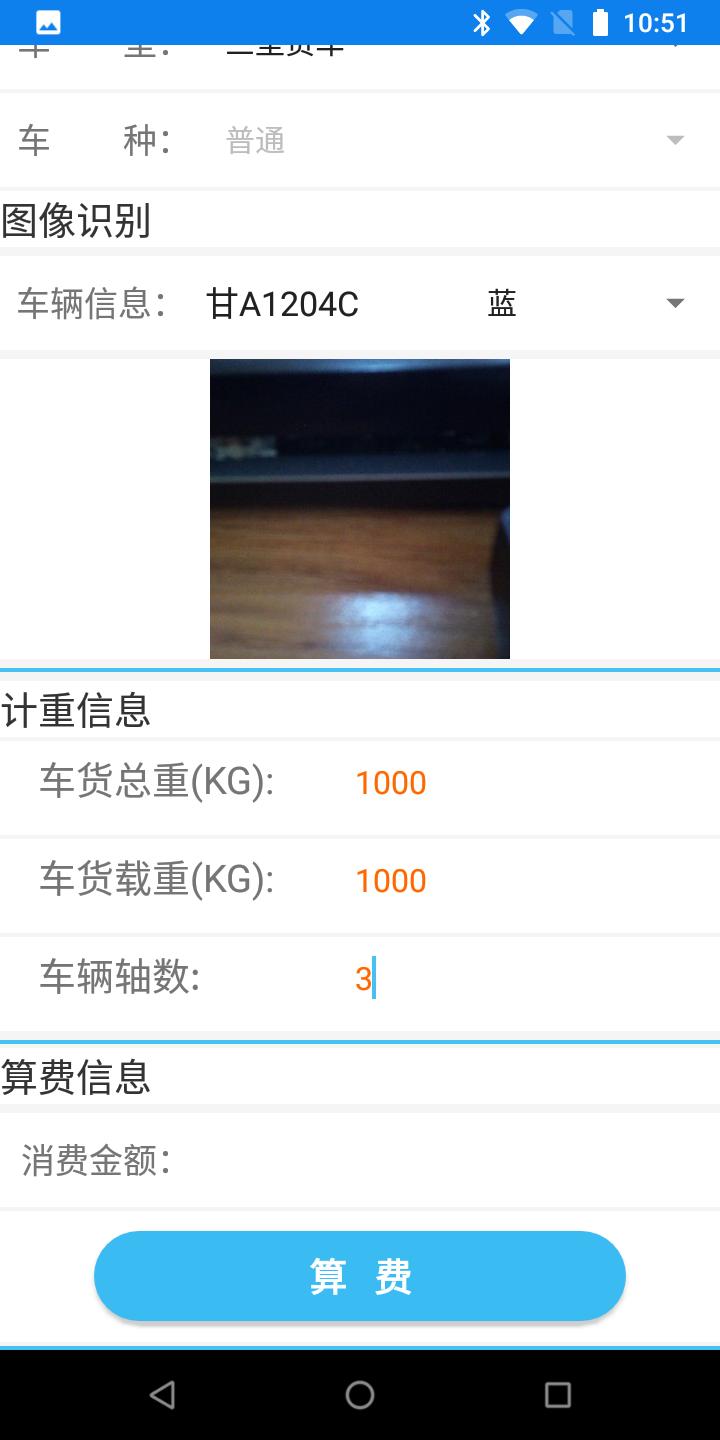 10:51
车 型：
车 种： 普通
图像识别
车辆信息： 甘A1204C 蓝
计重信息
车货总重(KG): 1000
车货载重(KG): 1000
车辆轴数: 3
算费信息
消费金额：
算 费